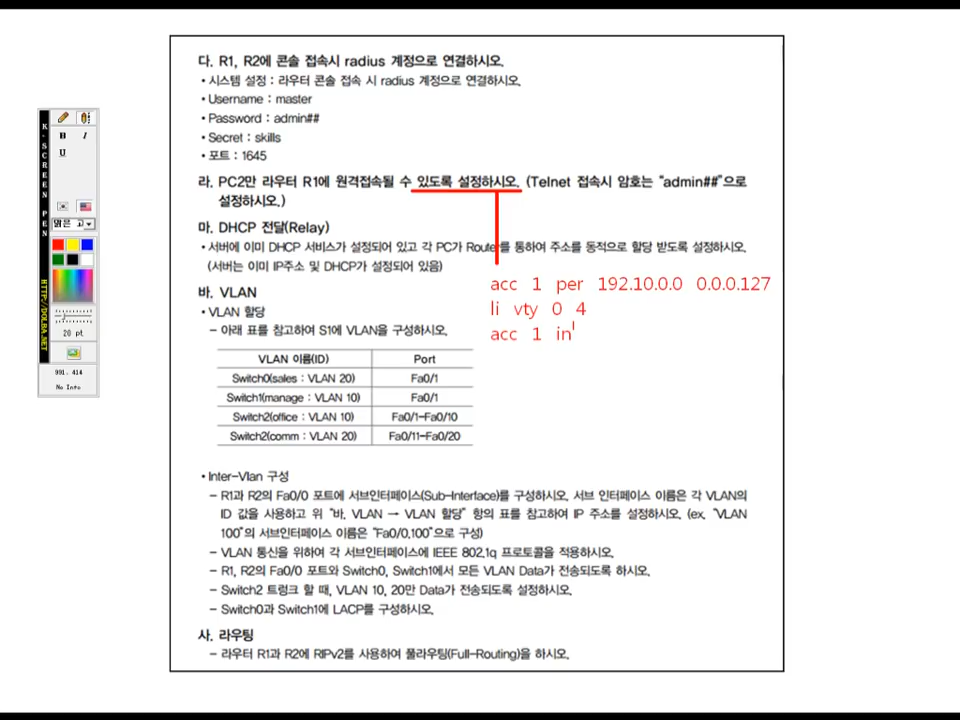 다. R1, R2에 콘솔 접속시 radius 계정으로 연결하시오.
• 시스템 설정 : 라우터 콘솔 접속 시 radius 계정으로 연결하시오.
• Username : master
• Password : admin##
• Secret : skills
• 포트 : 1645
라. PC2만 라우터 R1에 원격접속될 수 있도록 설정하시오. (Telnet 접속시 암호는 "admin##"으로
설정하시오.)
마. DHCP 전달(Relay)
• 서버에 이미 DHCP 서비스가 설정되어 있고 각 PC가 Router를 통하여 주소를 동적으로 할당 받도록 설정하시오.
(서버는 이미 IP주소 및 DHCP가 설정되어 있음)
acc 1 per 192.10.0.0 0.0.0.127
li vty 0 4
acc 1 in
바. VLAN
• VLAN 할당
- 아래 표를 참고하여 S1에 VLAN을 구성하시오.
VLAN 이름(ID) Port
Switch0(sales : VLAN 20) Fa0/1
Switch1(manage : VLAN 10) Fa0/1
Switch2(office : VLAN 10) Fa0/1-Fa0/10
Switch2(comm : VLAN 20) Fa0/11-Fa0/20
• Inter-Vlan 구성
- R1과 R2의 Fa0/0 포트에 서브인터페이스(Sub-Interface)를 구성하시오. 서브 인터페이스 이름은 각 VLAN의
ID 값을 사용하고 위 "바. VLAN → VLAN 할당" 항의 표를 참고하여 IP 주소를 설정하시오. (ex. "VLAN
100"의 서브인터페이스 이름은 "Fa0/0.100"으로 구성)
- VLAN 통신을 위하여 각 서브인터페이스에 IEEE 802.1q 프로토콜을 적용하시오.
- R1, R2의 Fa0/0 포트와 Switch0, Switch1에서 모든 VLAN Data가 전송되도록 하시오.
- Switch2 트렁크 할 때, VLAN 10, 20만 Data가 전송되도록 설정하시오.
- Switch0과 Switch1에 LACP를 구성하시오.
사. 라우팅
- 라우터 R1과 R2에 RIPv2를 사용하여 풀라우팅(Full-Routing)을 하시오.
K-SCREEN PEN
HTTP://DOLBA.NET
B I
U
맑은 고
20 pt
991, 414
No Info